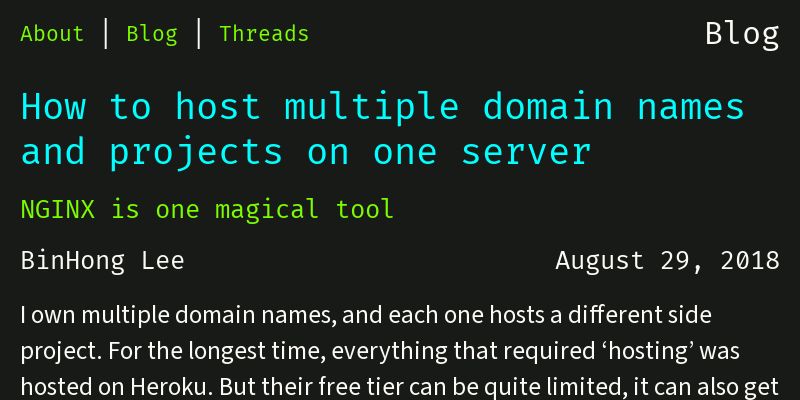 About | Blog | Threads
Blog
How to host multiple domain names
and projects on one server
NGINX is one magical tool
BinHong Lee
August 29, 2018
I own multiple domain names, and each one hosts a different side
project. For the longest time, everything that required ‘hosting’ was
hosted on Heroku. But their free tier can be quite limited, it can also get